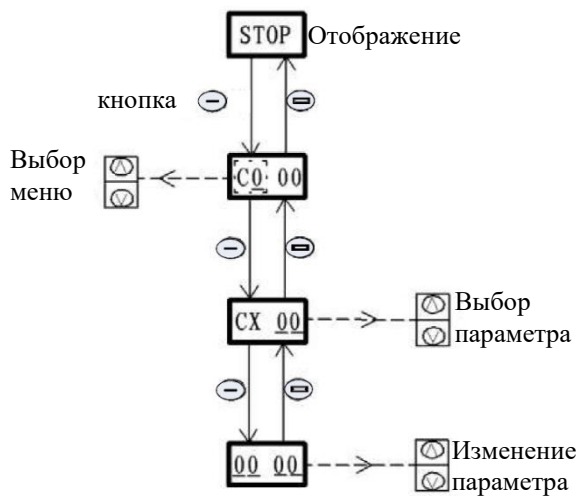 STOP Отображение
кнопка
Выбор
меню
C0 00
CX 00
Выбор
параметра
00 00
Изменение
параметра